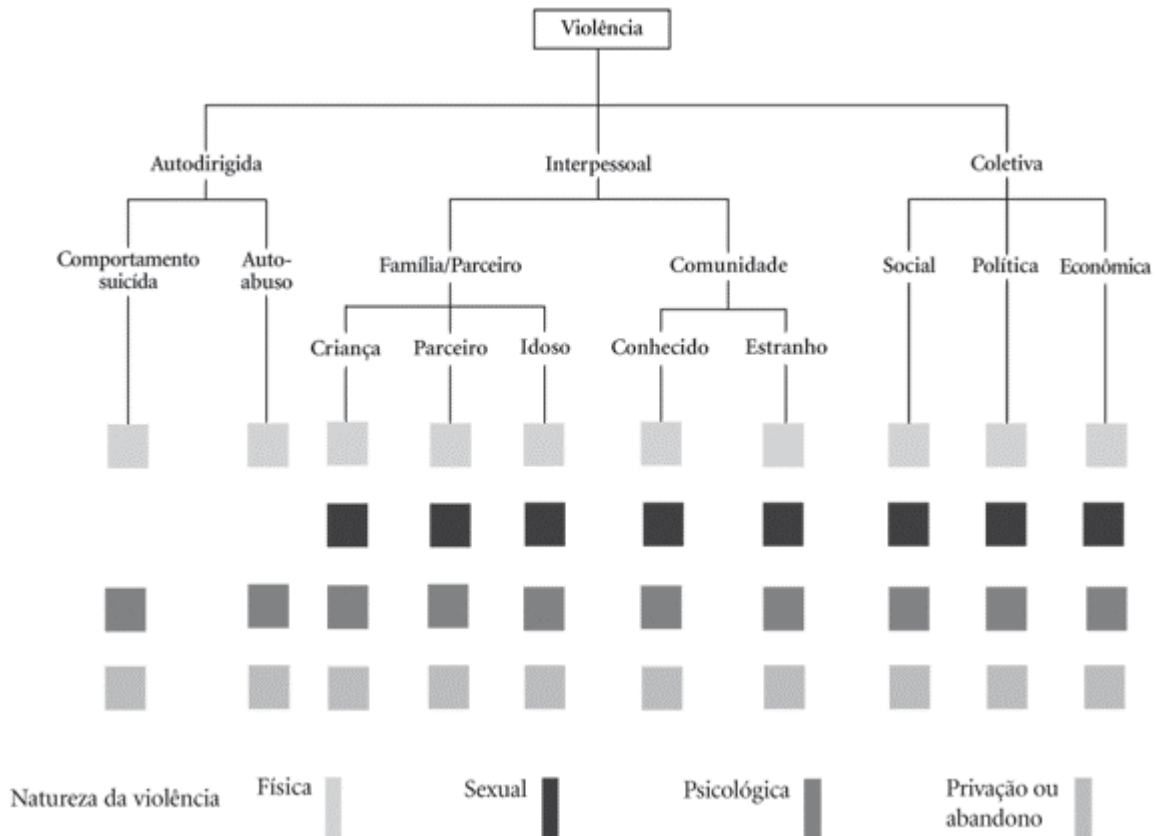 Violência
Autodirigida
Interpessoal
Coletiva
Comportamento
suicída
Auto-
abuso
Família/Parceiro
Comunidade
Social
Política
Econômica
Criança
Parceiro
Idoso
Conhecido
Estranho
Natureza da violência
Física
Sexual
Psicológica
Privação ou
abandono